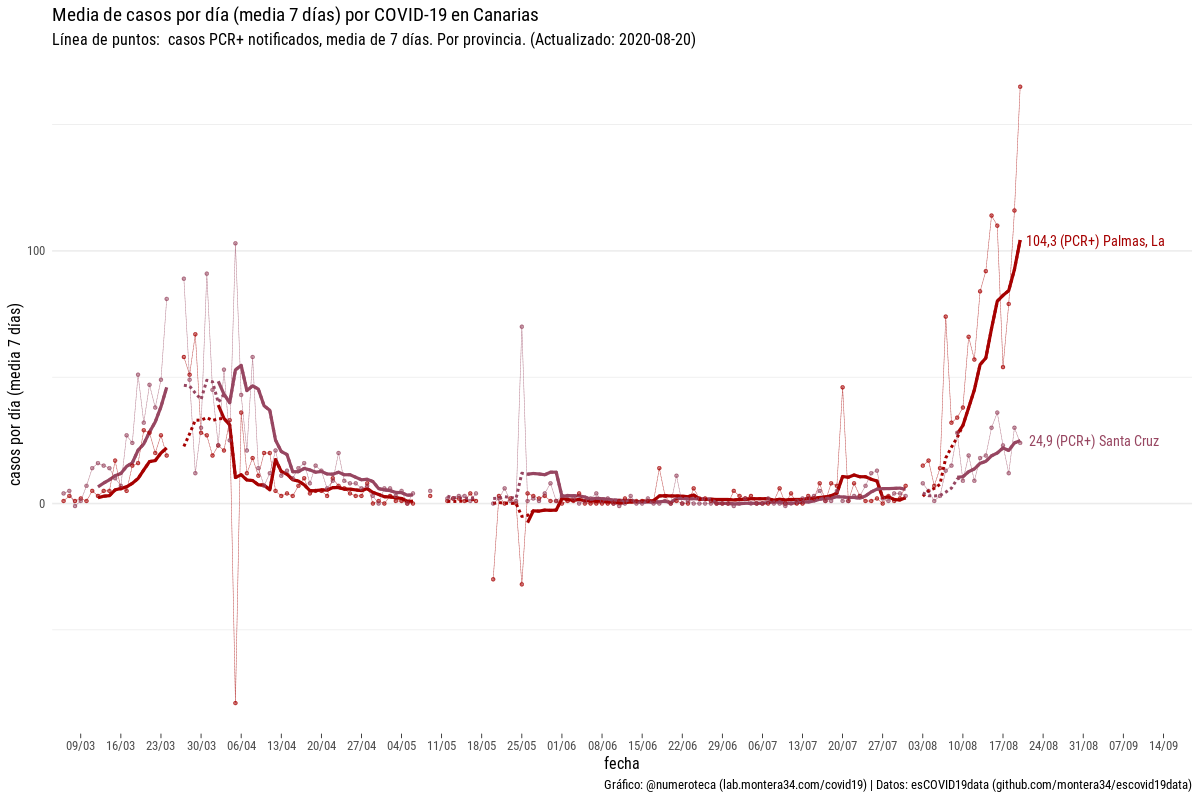 Media de casos por día (media 7 días) por COVID-19 en Canarias
Línea de puntos:  casos PCR+ notificados, media de 7 días. Por provincia. (Actualizado: 2020-08-20)
casos por día (media 7 días)
100
0
104,3 (PCR+) Palmas, La
24,9 (PCR+) Santa Cruz
09/03 16/03 23/03 30/03 06/04 13/04 20/04 27/04 04/05 11/05 18/05 25/05 01/06 08/06 15/06 22/06 29/06 06/07 13/07 20/07 27/07 03/08 10/08 17/08 24/08 31/08 07/09 14/09
fecha
Gráfico: @numeroteca (lab.montera34.com/covid19) | Datos: esCOVID19data (github.com/montera34/escovid19data)